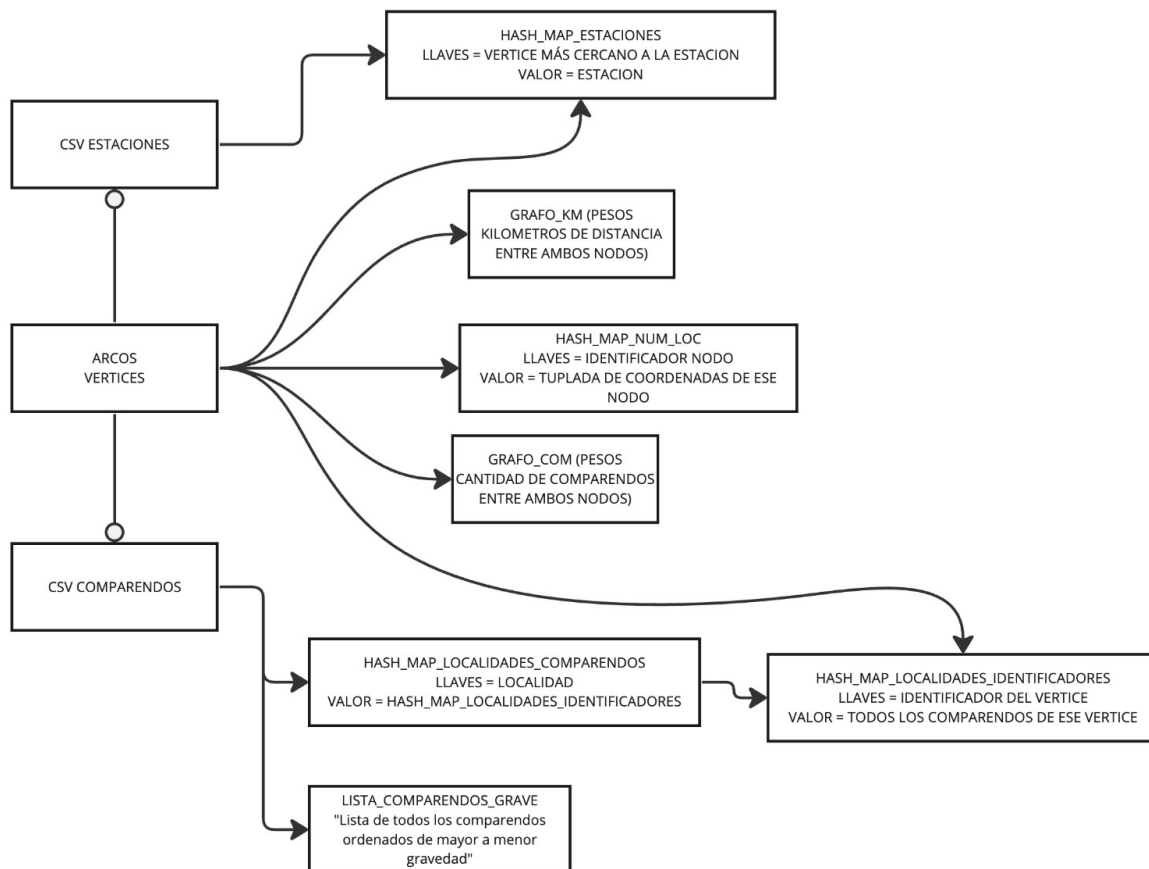 HASH_MAP_ESTACIONES
LLAVES = VERTICE MÁS CERCANO A LA ESTACION
VALOR = ESTACION
CSV ESTACIONES
GRAFO_KM (PESOS
KILOMETROS DE DISTANCIA
ENTRE AMBOS NODOS)
ARCOS
VERTICES
HASH_MAP_NUM_LOC
LLAVES = IDENTIFICADOR NODO
VALOR = TUPLADA DE COORDENADAS DE ESE
NODO
GRAFO_COM (PESOS
CANTIDAD DE COMPARENDOS
ENTRE AMBOS NODOS)
CSV COMPARENDOS
HASH_MAP_LOCALIDADES_COMPARENDOS
LLAVES = LOCALIDAD
VALOR = HASH_MAP_LOCALIDADES_IDENTIFICADORES
HASH_MAP_LOCALIDADES_IDENTIFICADORES
LLAVES = IDENTIFICADOR DEL VERTICE
VALOR = TODOS LOS COMPARENDOS DE ESE VERTICE
LISTA_COMPARENDOS_GRAVE
"Lista de todos los comparendos
ordenados de mayor a menor
gravedad"